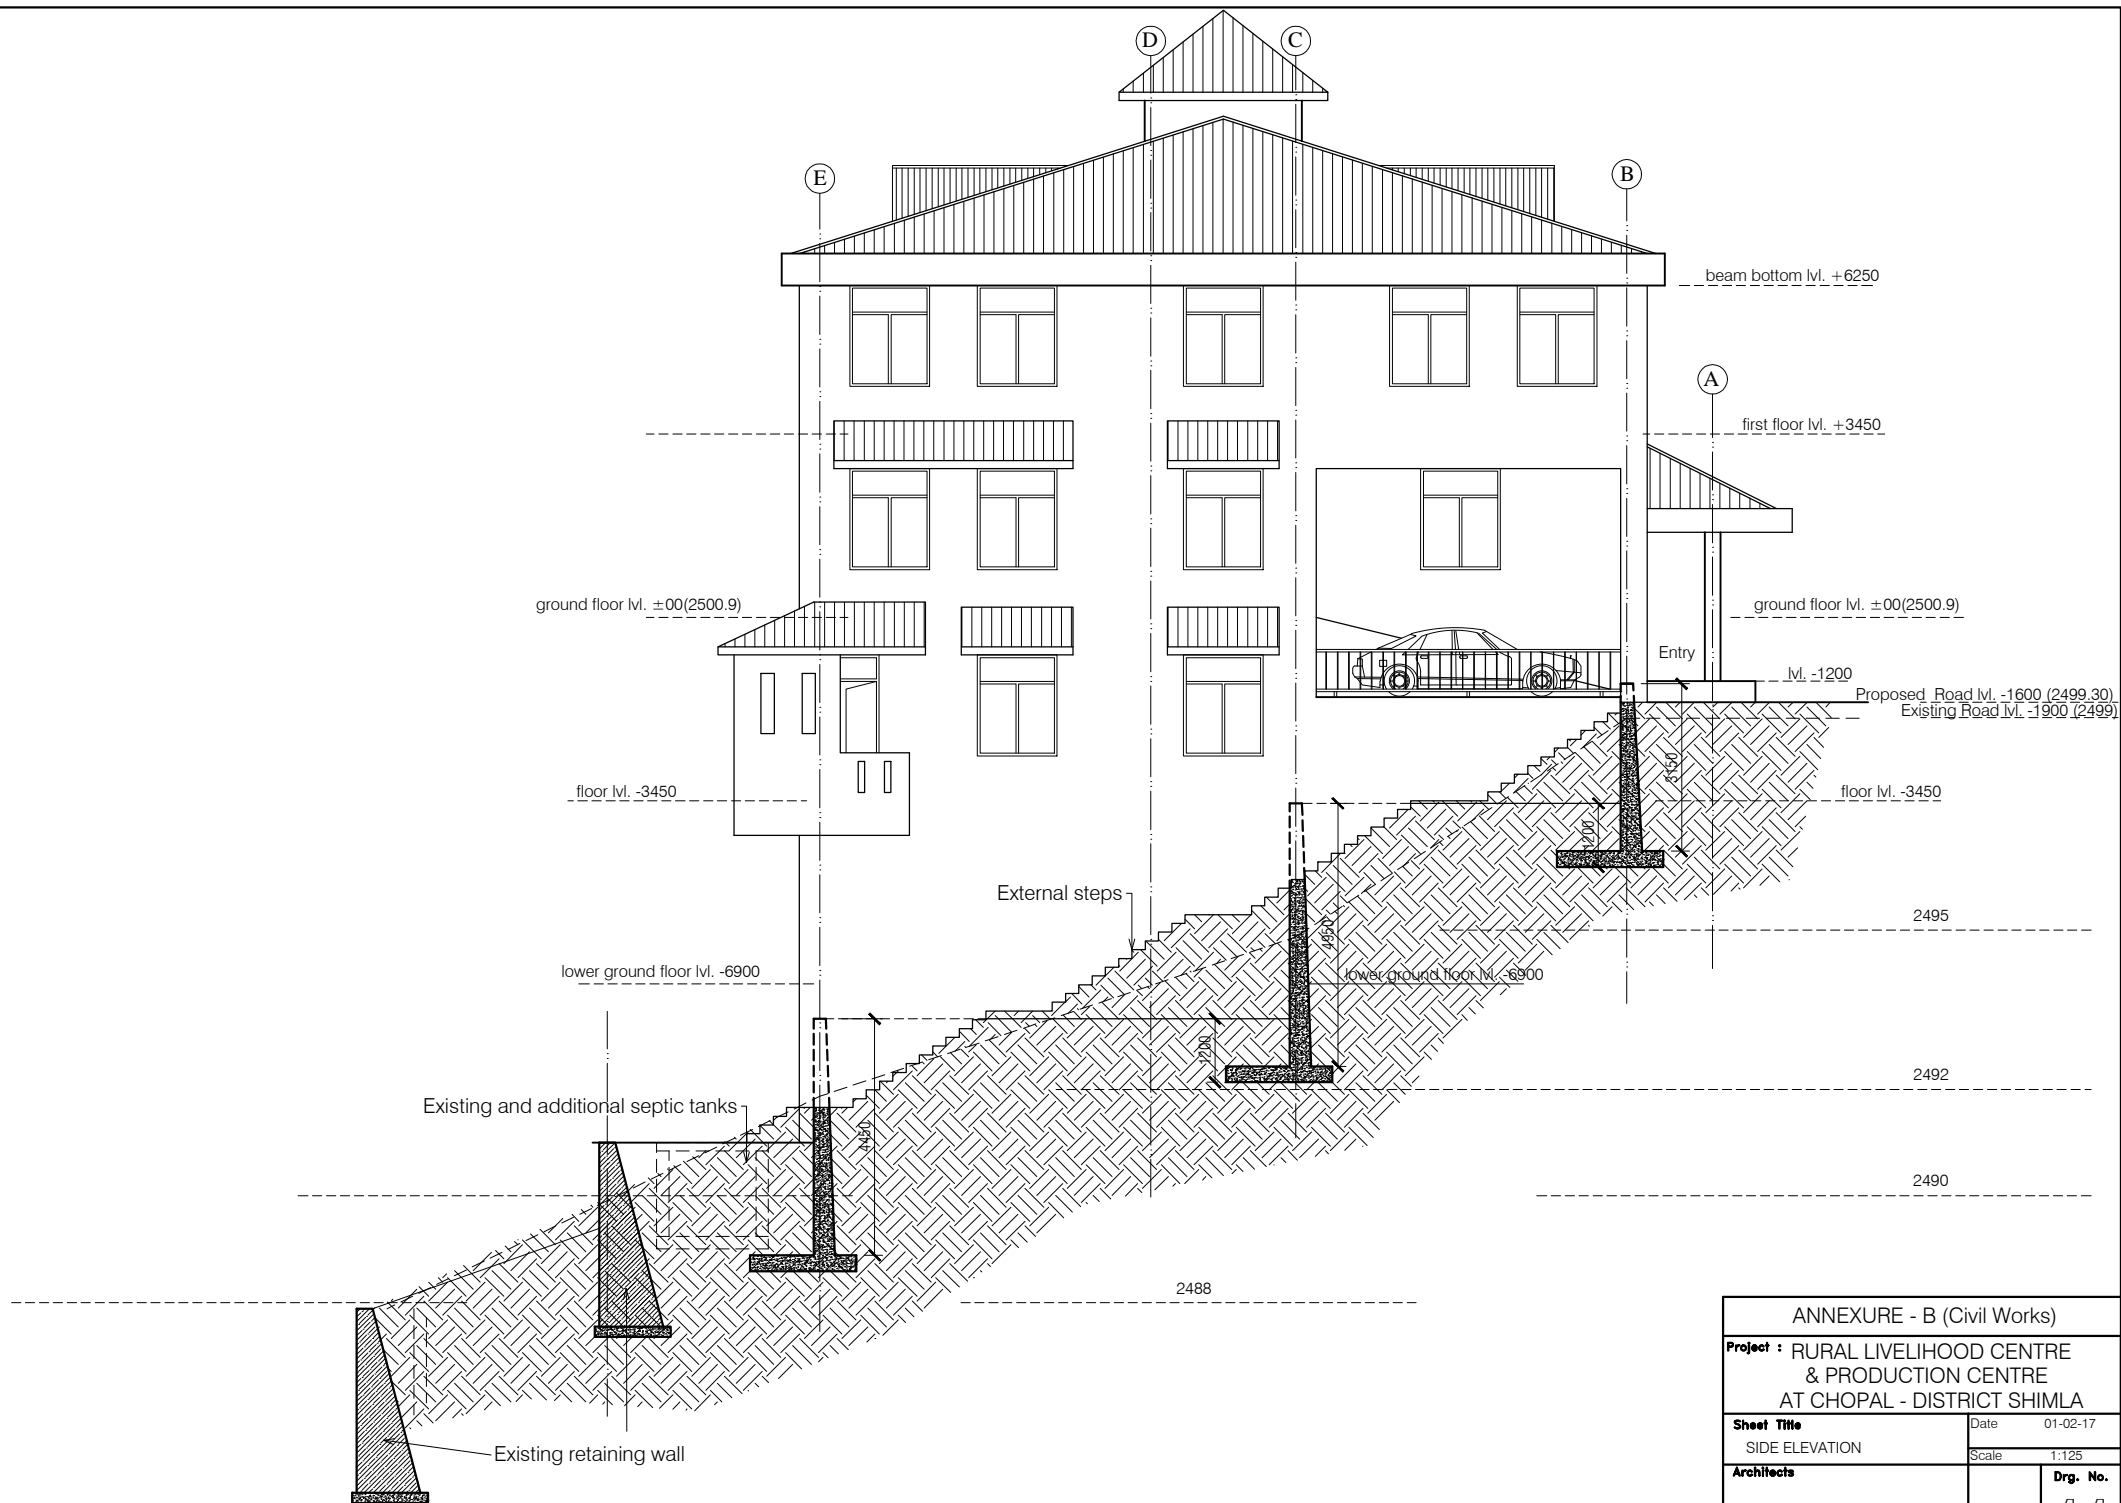 D
C
E
B
beam bottom lvl. +6250
A
first floor lvl. +3450
ground floor lvl. ±00(2500.9)
ground floor lvl. ±00(2500.9)
Entry
lvl. -1200
Proposed Road lvl. -1600 (2499.30)
Existing Road lvl. -1900 (2499)
3150
floor lvl. -3450
floor lvl. -3450
1200
External steps
2495
4950
lower ground floor lvl. -6900
lower ground floor lvl. -6900
1200
2492
Existing and additional septic tanks
4450
2490
2488
Existing retaining wall
ANNEXURE - B (Civil Works)
Project : RURAL LIVELIHOOD CENTRE
& PRODUCTION CENTRE
AT CHOPAL - DISTRICT SHIMLA
Sheet Title
Date 01-02-17
SIDE ELEVATION
Scale 1:125
Architects
Drg. No.